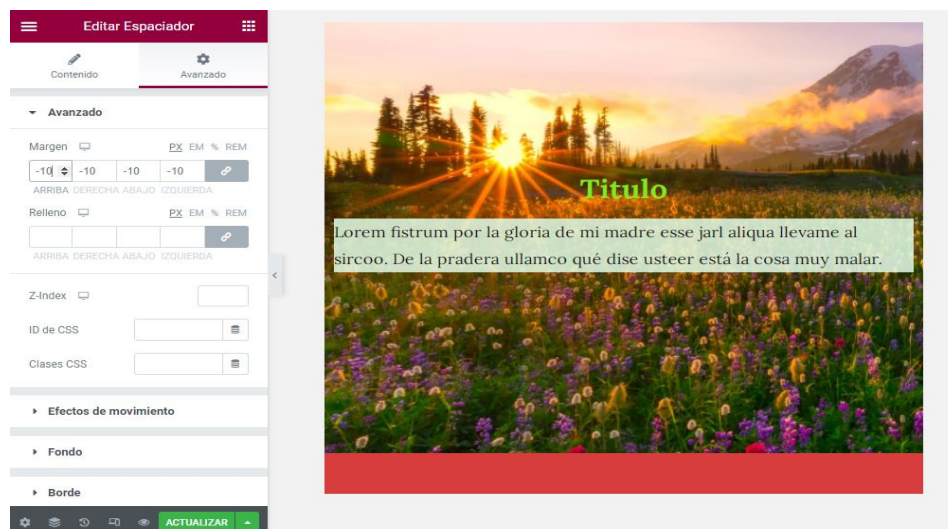 Editar Espaciador
Contenido
Avanzado
Avanzado
Margen PX EM % REM
-10 -10 -10 -10
ARRIBA DERECHA ABAJO IZQUIERDA
Relleno PX EM % REM
ARRIBA DERECHA ABAJO IZQUIERDA
Z-Index
ID de CSS
Clases CSS
Efectos de movimiento
Fondo
Borde
ACTUALIZAR
Titulo
Lorem fistrum por la gloria de mi madre esse jarl aliqua llevame al
sircoo. De la pradera ullamco qué dise usteer está la cosa muy malar.